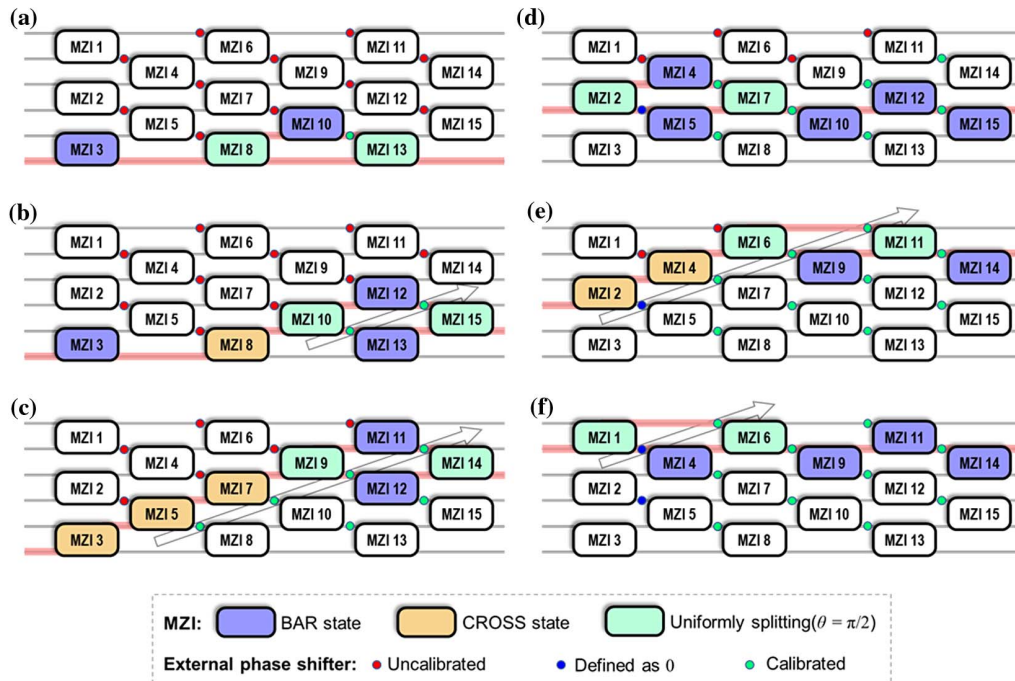 (a)
MZI 1 MZI 6 MZI 11
MZI 4 MZI 9 MZI 14
MZI 2 MZI 7 MZI 12
MZI 5 MZI 10 MZI 15
MZI 3 MZI 8 MZI 13
(b)
MZI 1 MZI 6 MZI 11
MZI 4 MZI 9 MZI 14
MZI 2 MZI 7 MZI 12
MZI 5 MZI 10 MZI 15
MZI 3 MZI 8 MZI 13
(c)
MZI 1 MZI 6 MZI 11
MZI 4 MZI 9 MZI 14
MZI 2 MZI 7 MZI 12
MZI 5 MZI 10 MZI 15
MZI 3 MZI 8 MZI 13
(d)
MZI 1 MZI 6 MZI 11
MZI 4 MZI 9 MZI 14
MZI 2 MZI 7 MZI 12
MZI 5 MZI 10 MZI 15
MZI 3 MZI 8 MZI 13
(e)
MZI 1 MZI 6 MZI 11
MZI 4 MZI 9 MZI 14
MZI 2 MZI 7 MZI 12
MZI 5 MZI 10 MZI 15
MZI 3 MZI 8 MZI 13
(f)
MZI 1 MZI 6 MZI 11
MZI 4 MZI 9 MZI 14
MZI 2 MZI 7 MZI 12
MZI 5 MZI 10 MZI 15
MZI 3 MZI 8 MZI 13
MZI: BAR state CROSS state Uniformly splitting(θ = π/2)
External phase shifter: Uncalibrated Defined as 0 Calibrated